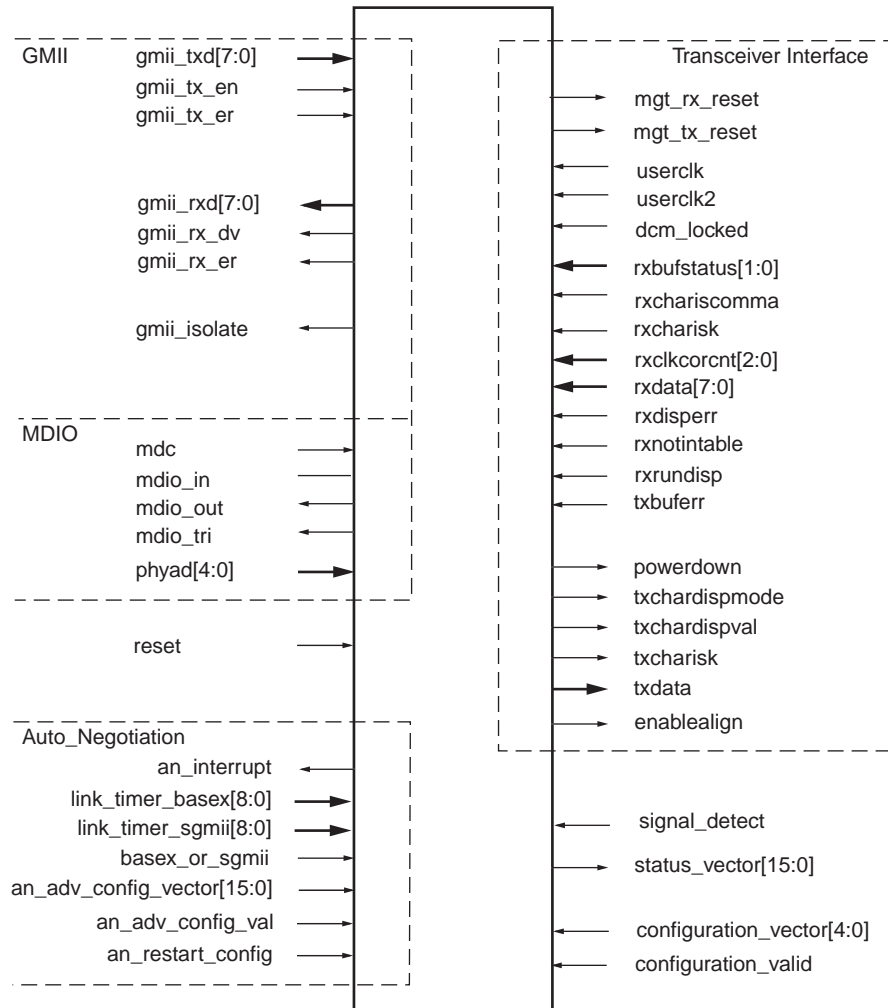 GMII
gmii_txd[7:0]
gmii_tx_en
gmii_tx_er
gmii_rxd[7:0]
gmii_rx_dv
gmii_rx_er
gmii_isolate
MDIO
mdc
mdio_in
mdio_out
mdio_tri
phyad[4:0]
reset
Auto_Negotiation
an_interrupt
link_timer_basex[8:0]
link_timer_sgmii[8:0]
basex_or_sgmii
an_adv_config_vector[15:0]
an_adv_config_val
an_restart_config
Transceiver Interface
mgt_rx_reset
mgt_tx_reset
userclk
userclk2
dcm_locked
rxbufstatus[1:0]
rxchariscomma
rxcharisk
rxclkcorcnt[2:0]
rxdata[7:0]
rxdisperr
rxnotintable
rxrundisp
txbuferr
powerdown
txchardispmode
txchardispval
txcharisk
txdata
enablealign
signal_detect
status_vector[15:0]
configuration_vector[4:0]
configuration_valid